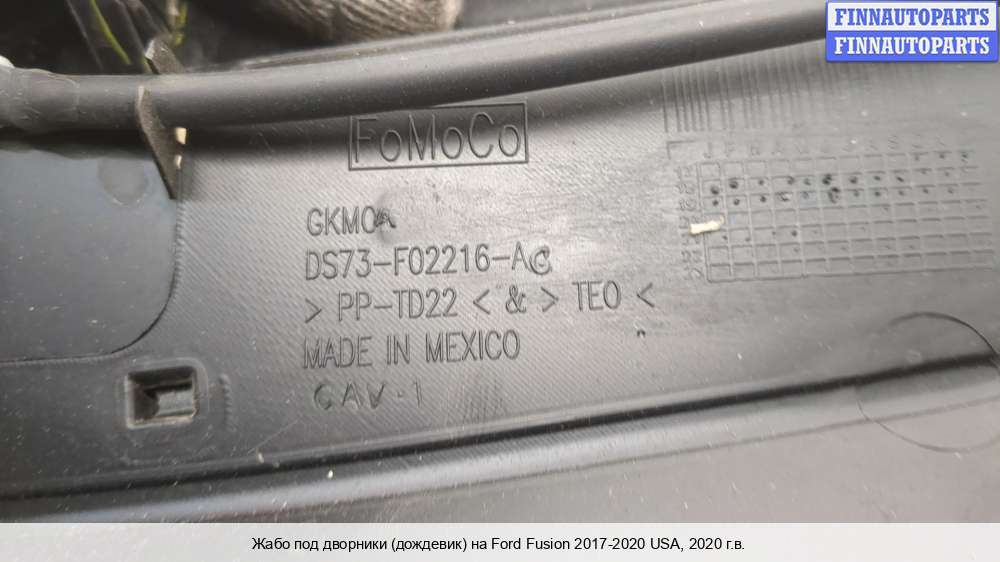 FINNAUTOPARTS
FINNAUTOPARTS
FoMoCo
GKMCA
DS73-F02216-AC
> PP-TD22 < & > TEO <
MADE IN MEXICO
CAV-1
Жабо под дворники (дождевик) на Ford Fusion 2017-2020 USA, 2020 г.в.